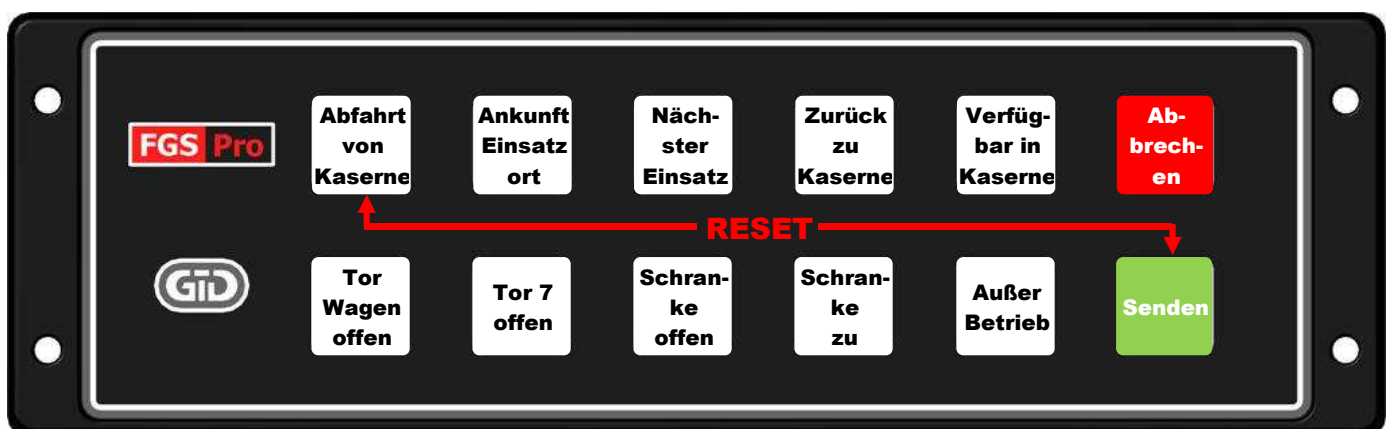 FGS Pro
Abfahrt
von
Kaserne
Ankunft
Einsatz
ort
Näch-
ster
Einsatz
Zurück
zu
Kaserne
Verfüg-
bar in
Kaserne
Ab-
brech-
en
RESET
GID
Tor
Wagen
offen
Tor 7
offen
Schran-
ke
offen
Schran-
ke
zu
Außer
Betrieb
Senden